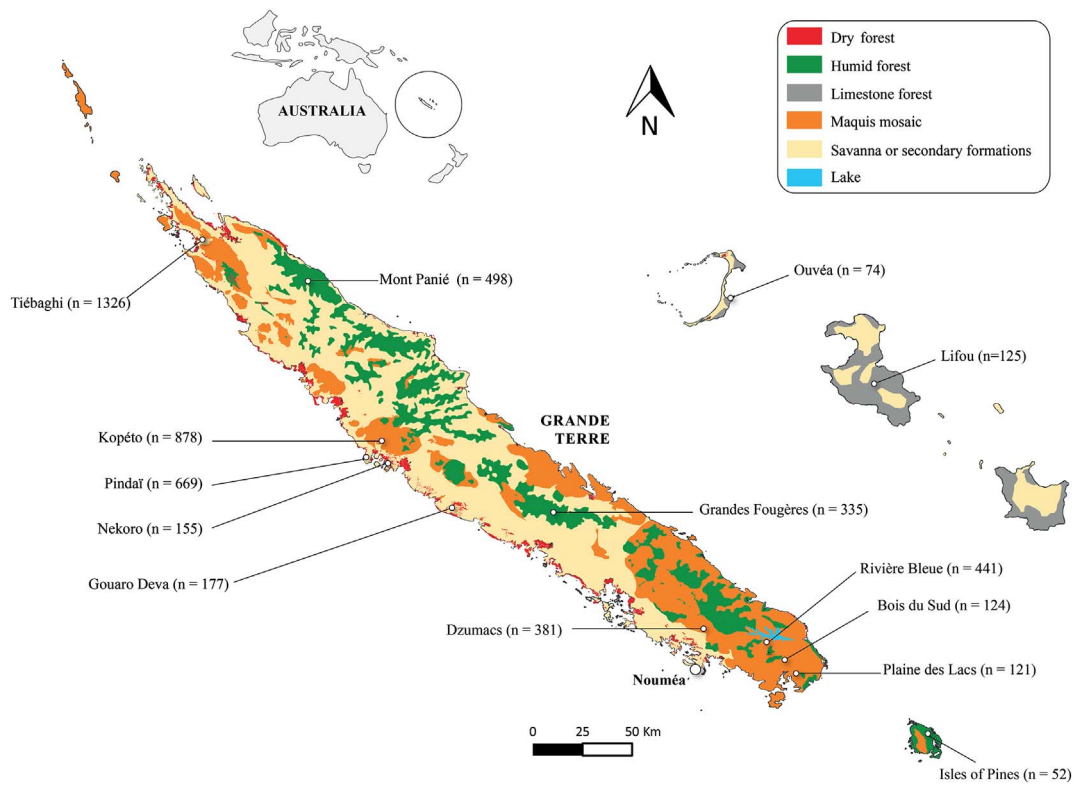 AUSTRALIA
Dry forest
Humid forest
Limestone forest
Maquis mosaic
Savanna or secondary formations
Lake
N
Mont Panié (n = 498)
Ouvéa (n = 74)
Tiébaghi (n = 1326)
Lifou (n=125)
GRANDE
TERRE
Kopéto (n = 878)
Pindaï (n = 669)
Nekoro (n = 155)
Grandes Fougères (n = 335)
Gouaro Deva (n = 177)
Rivière Bleue (n = 441)
Bois du Sud (n = 124)
Dzumacs (n = 381)
Plaine des Lacs (n = 121)
Nouméa
0 25 50 Km
Isles of Pines (n = 52)